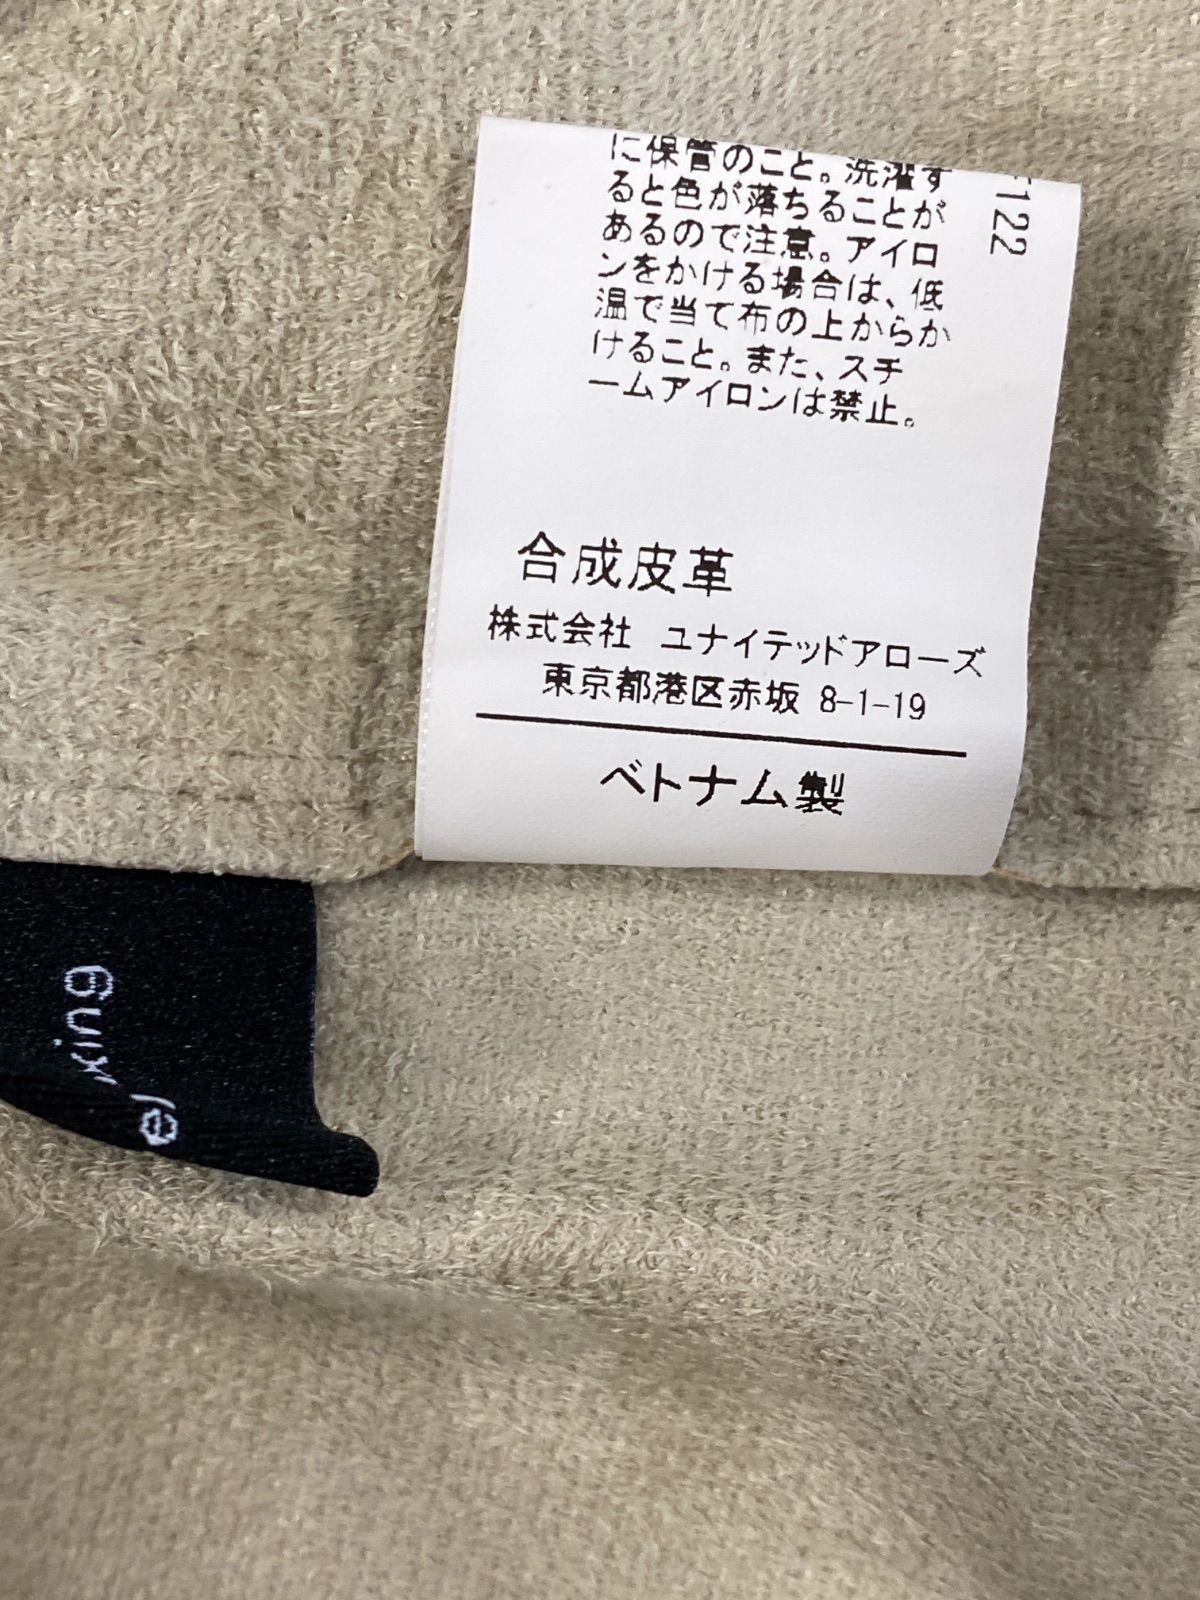 に保管のこと。洗濯す
ると色が落ちることが
あるので注意。アイロ
ンをかける場合は、低
温で当て布の上からか
けること。また、スチ
ームアイロンは禁止。
122
合成皮革
株式会社 ユナイテッドアローズ
東京都港区赤坂 8-1-19
ベトナム製